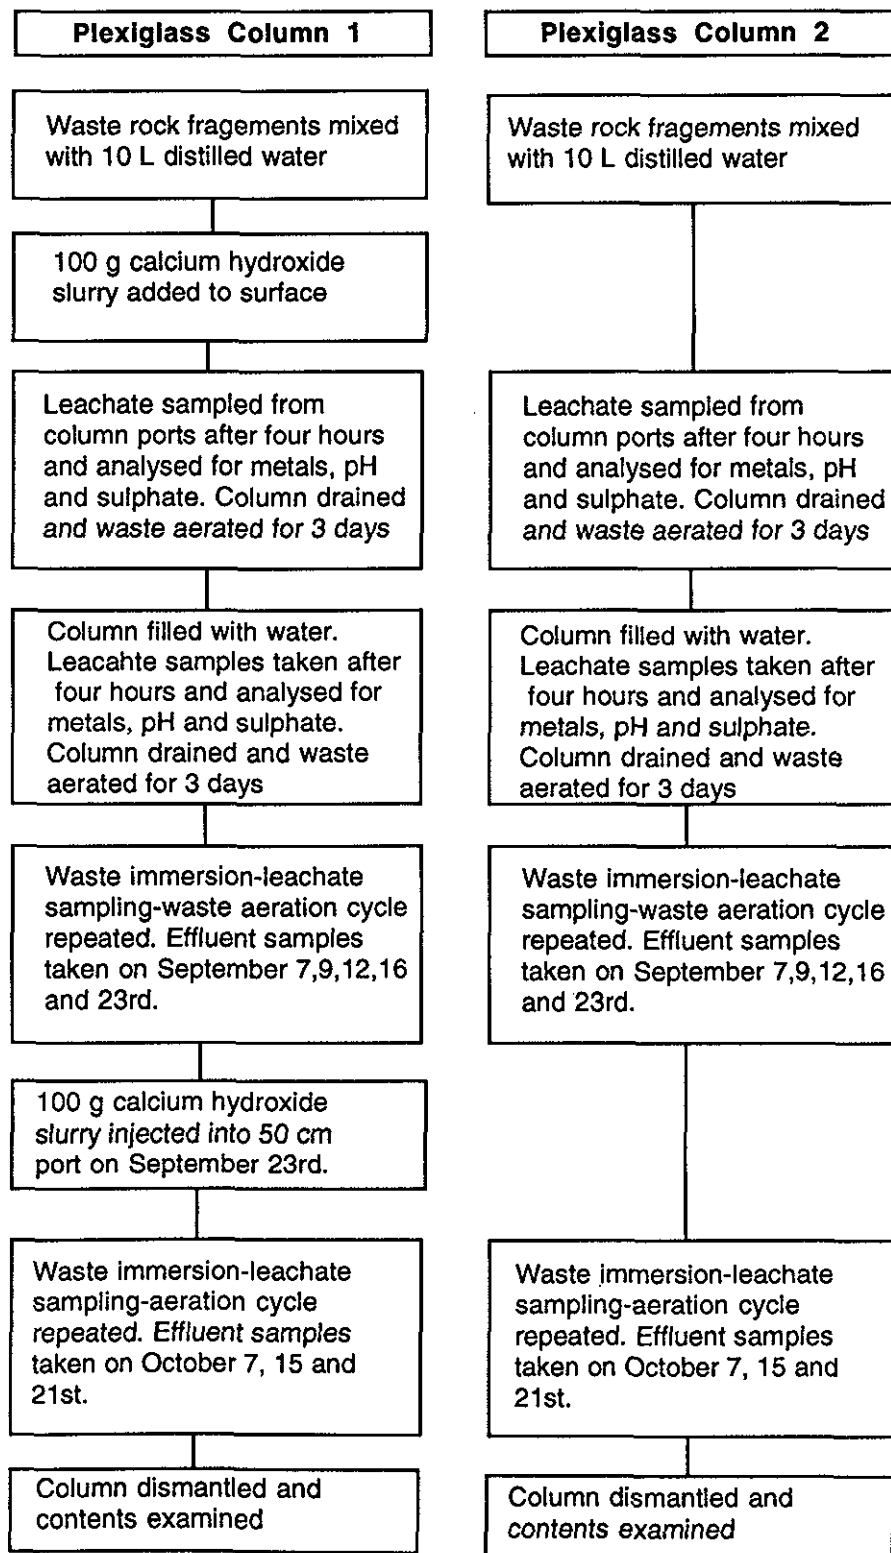 Plexiglass Column 1
Waste rock fragements mixed
with 10 L distilled water
100 g calcium hydroxide
slurry added to surface
Leachate sampled from
column ports after four hours
and analysed for metals, pH
and sulphate. Column drained
and waste aerated for 3 days
Column filled with water.
Leacahte samples taken after
four hours and analysed for
metals, pH and sulphate.
Column drained and waste
aerated for 3 days
Waste immersion-leachate
sampling-waste aeration cycle
repeated. Effluent samples
taken on September 7,9,12,16
and 23rd.
100 g calcium hydroxide
slurry injected into 50 cm
port on September 23rd.
Waste immersion-leachate
sampling-aeration cycle
repeated. Effluent samples
taken on October 7, 15 and
21st.
Column dismantled and
contents examined
Plexiglass Column 2
Waste rock fragements mixed
with 10 L distilled water
Leachate sampled from
column ports after four hours
and analysed for metals, pH
and sulphate. Column drained
and waste aerated for 3 days
Column filled with water.
Leachate samples taken after
four hours and analysed for
metals, pH and sulphate.
Column drained and waste
aerated for 3 days
Waste immersion-leachate
sampling-waste aeration cycle
repeated. Effluent samples
taken on September 7,9,12,16
and 23rd.
Waste immersion-leachate
sampling-aeration cycle
repeated. Effluent samples
taken on October 7, 15 and
21st.
Column dismantled and
contents examined